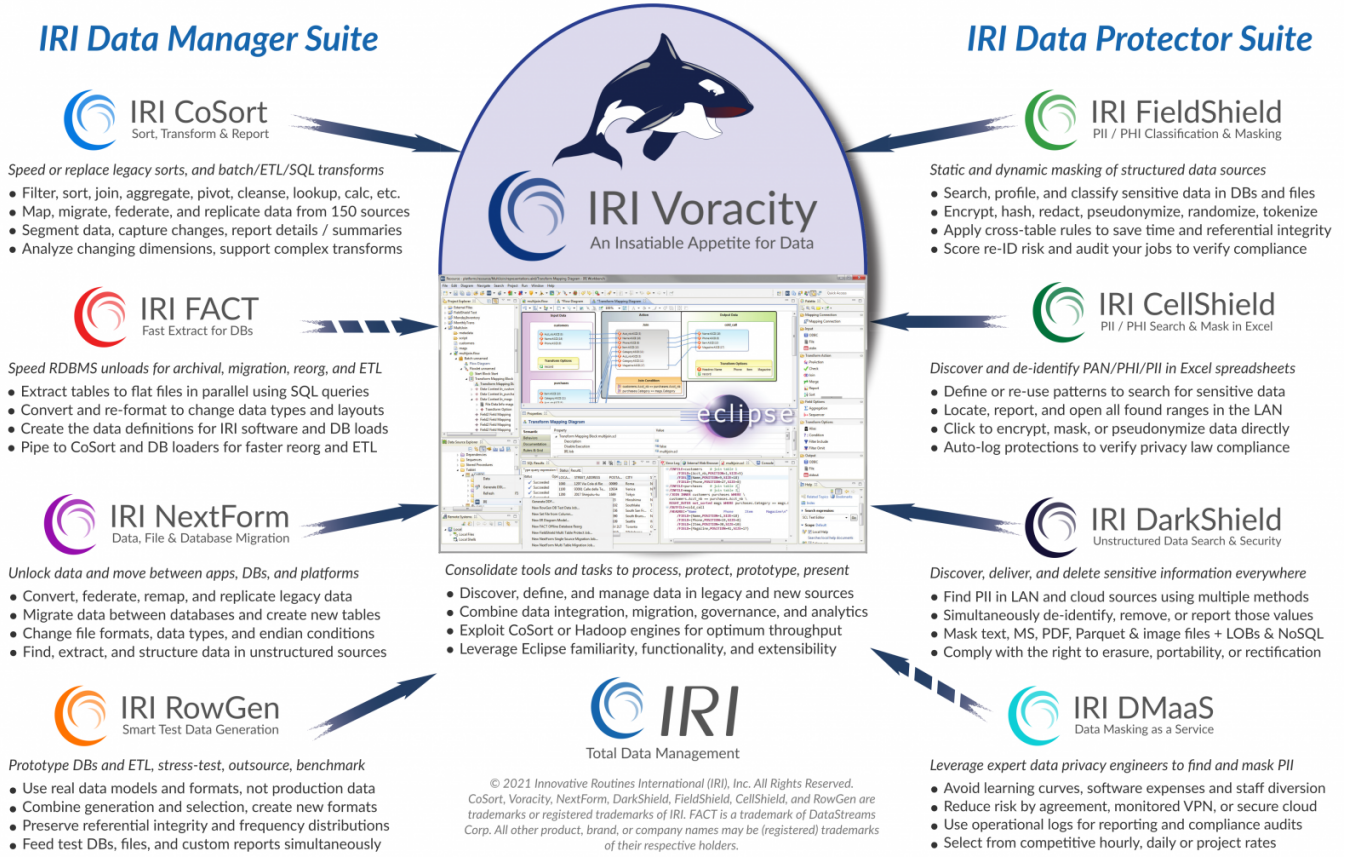 IRI Data Manager Suite
IRI CoSort
Sort, Transform & Report
Speed or replace legacy sorts, and batch/ETL/SQL transforms
• Filter, sort, join, aggregate, pivot, cleanse, lookup, calc, etc.
• Map, migrate, federate, and replicate data from 150 sources
• Segment data, capture changes, report details / summaries
• Analyze changing dimensions, support complex transforms
IRI FACT
Fast Extract for DBs
Speed RDBMS unloads for archival, migration, reorg, and ETL
• Extract tables to flat files in parallel using SQL queries
• Convert and re-format to change data types and layouts
• Create the data definitions for IRI software and DB loads
• Pipe to CoSort and DB loaders for faster reorg and ETL
IRI NextForm
Data, File & Database Migration
Unlock data and move between apps, DBs, and platforms
• Convert, federate, remap, and replicate legacy data
• Migrate data between databases and create new tables
• Change file formats, data types, and endian conditions
• Find, extract, and structure data in unstructured sources
IRI RowGen
Smart Test Data Generation
Prototype DBs and ETL, stress-test, outsource, benchmark
• Use real data models and formats, not production data
• Combine generation and selection, create new formats
• Preserve referential integrity and frequency distributions
• Feed test DBs, files, and custom reports simultaneously
IRI Voracity
An Insatiable Appetite for Data
eclipse
Consolidate tools and tasks to process, protect, prototype, present
• Discover, define, and manage data in legacy and new sources
• Combine data integration, migration, governance, and analytics
• Exploit CoSort or Hadoop engines for optimum throughput
• Leverage Eclipse familiarity, functionality, and extensibility
IRI
Total Data Management
© 2021 Innovative Routines International (IRI), Inc. All Rights Reserved.
CoSort, Voracity, NextForm, DarkShield, FieldShield, CellShield, and RowGen are
trademarks or registered trademarks of IRI. FACT is a trademark of DataStreams
Corp. All other product, brand, or company names may be (registered) trademarks
of their respective holders.
IRI Data Protector Suite
IRI FieldShield
PII / PHI Classification & Masking
Static and dynamic masking of structured data sources
• Search, profile, and classify sensitive data in DBs and files
• Encrypt, hash, redact, pseudonymize, randomize, tokenize
• Apply cross-table rules to save time and referential integrity
• Score re-ID risk and audit your jobs to verify compliance
IRI CellShield
PII / PHI Search & Mask in Excel
Discover and de-identify PAN/PHI/PII in Excel spreadsheets
• Define or re-use patterns to search for sensitive data
• Locate, report, and open all found ranges in the LAN
• Click to encrypt, mask, or pseudonymize data directly
• Auto-log protections to verify privacy law compliance
IRI DarkShield
Unstructured Data Search & Security
Discover, deliver, and delete sensitive information everywhere
• Find PII in LAN and cloud sources using multiple methods
• Simultaneously de-identify, remove, or report those values
• Mask text, MS, PDF, Parquet & image files + LOBs & NoSQL
• Comply with the right to erasure, portability, or rectification
IRI DMaaS
Data Masking as a Service
Leverage expert data privacy engineers to find and mask PII
• Avoid learning curves, software expenses and staff diversion
• Reduce risk by agreement, monitored VPN, or secure cloud
• Use operational logs for reporting and compliance audits
• Select from competitive hourly, daily or project rates